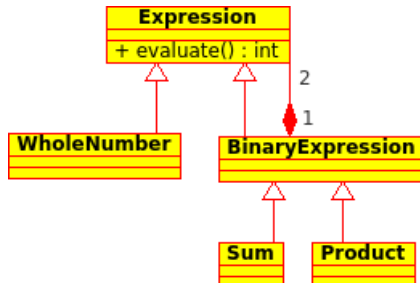 Expression
+ evaluate() : int
2
1
WholeNumber
BinaryExpression
Sum
Product